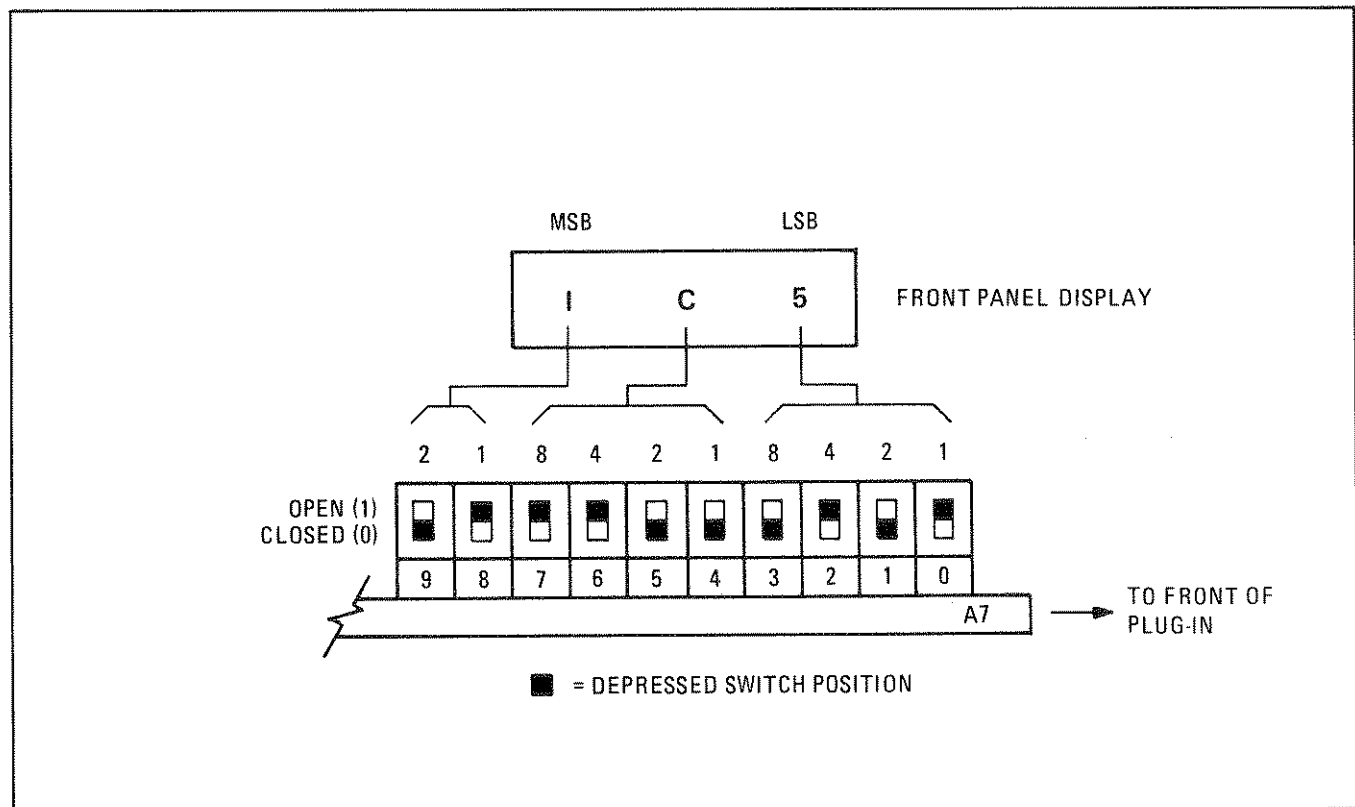 MSB LSB
I C 5
FRONT PANEL DISPLAY
2 1 8 4 2 1 8 4 2 1
OPEN (1)
CLOSED (0)
9 8 7 6 5 4 3 2 1 0
A7
TO FRONT OF
PLUG-IN
= DEPRESSED SWITCH POSITION